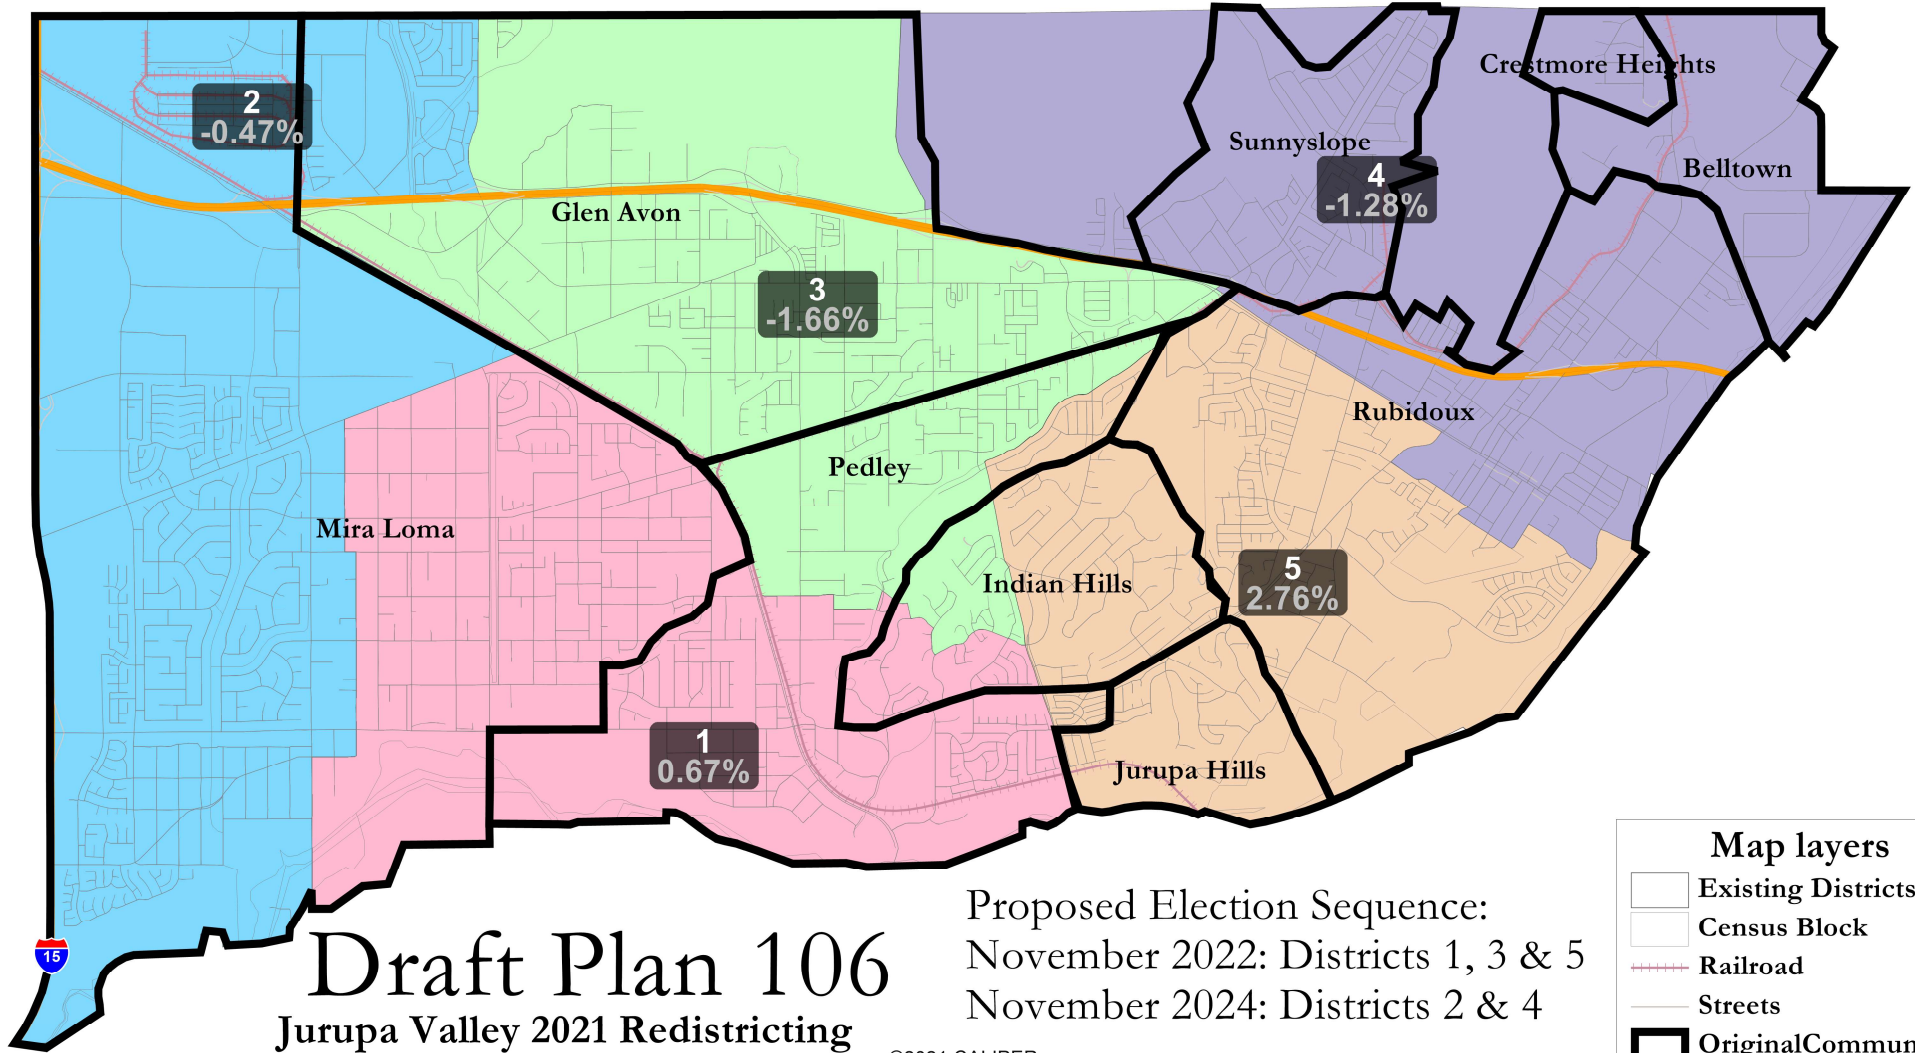 Crestmore Heights
2
-0.47%
Sunnyslope
Belltown
4
-1.28%
Glen Avon
3
-1.66%
Rubidoux
Pedley
Mira Loma
Indian Hills
5
2.76%
1
0.67%
Jurupa Hills
15
Draft Plan 106
Jurupa Valley 2021 Redistricting
Proposed Election Sequence:
November 2022: Districts 1, 3 & 5
November 2024: Districts 2 & 4
Map layers
Existing Districts
Census Block
Railroad
Streets
OriginalCommun
©2021 CALIPER